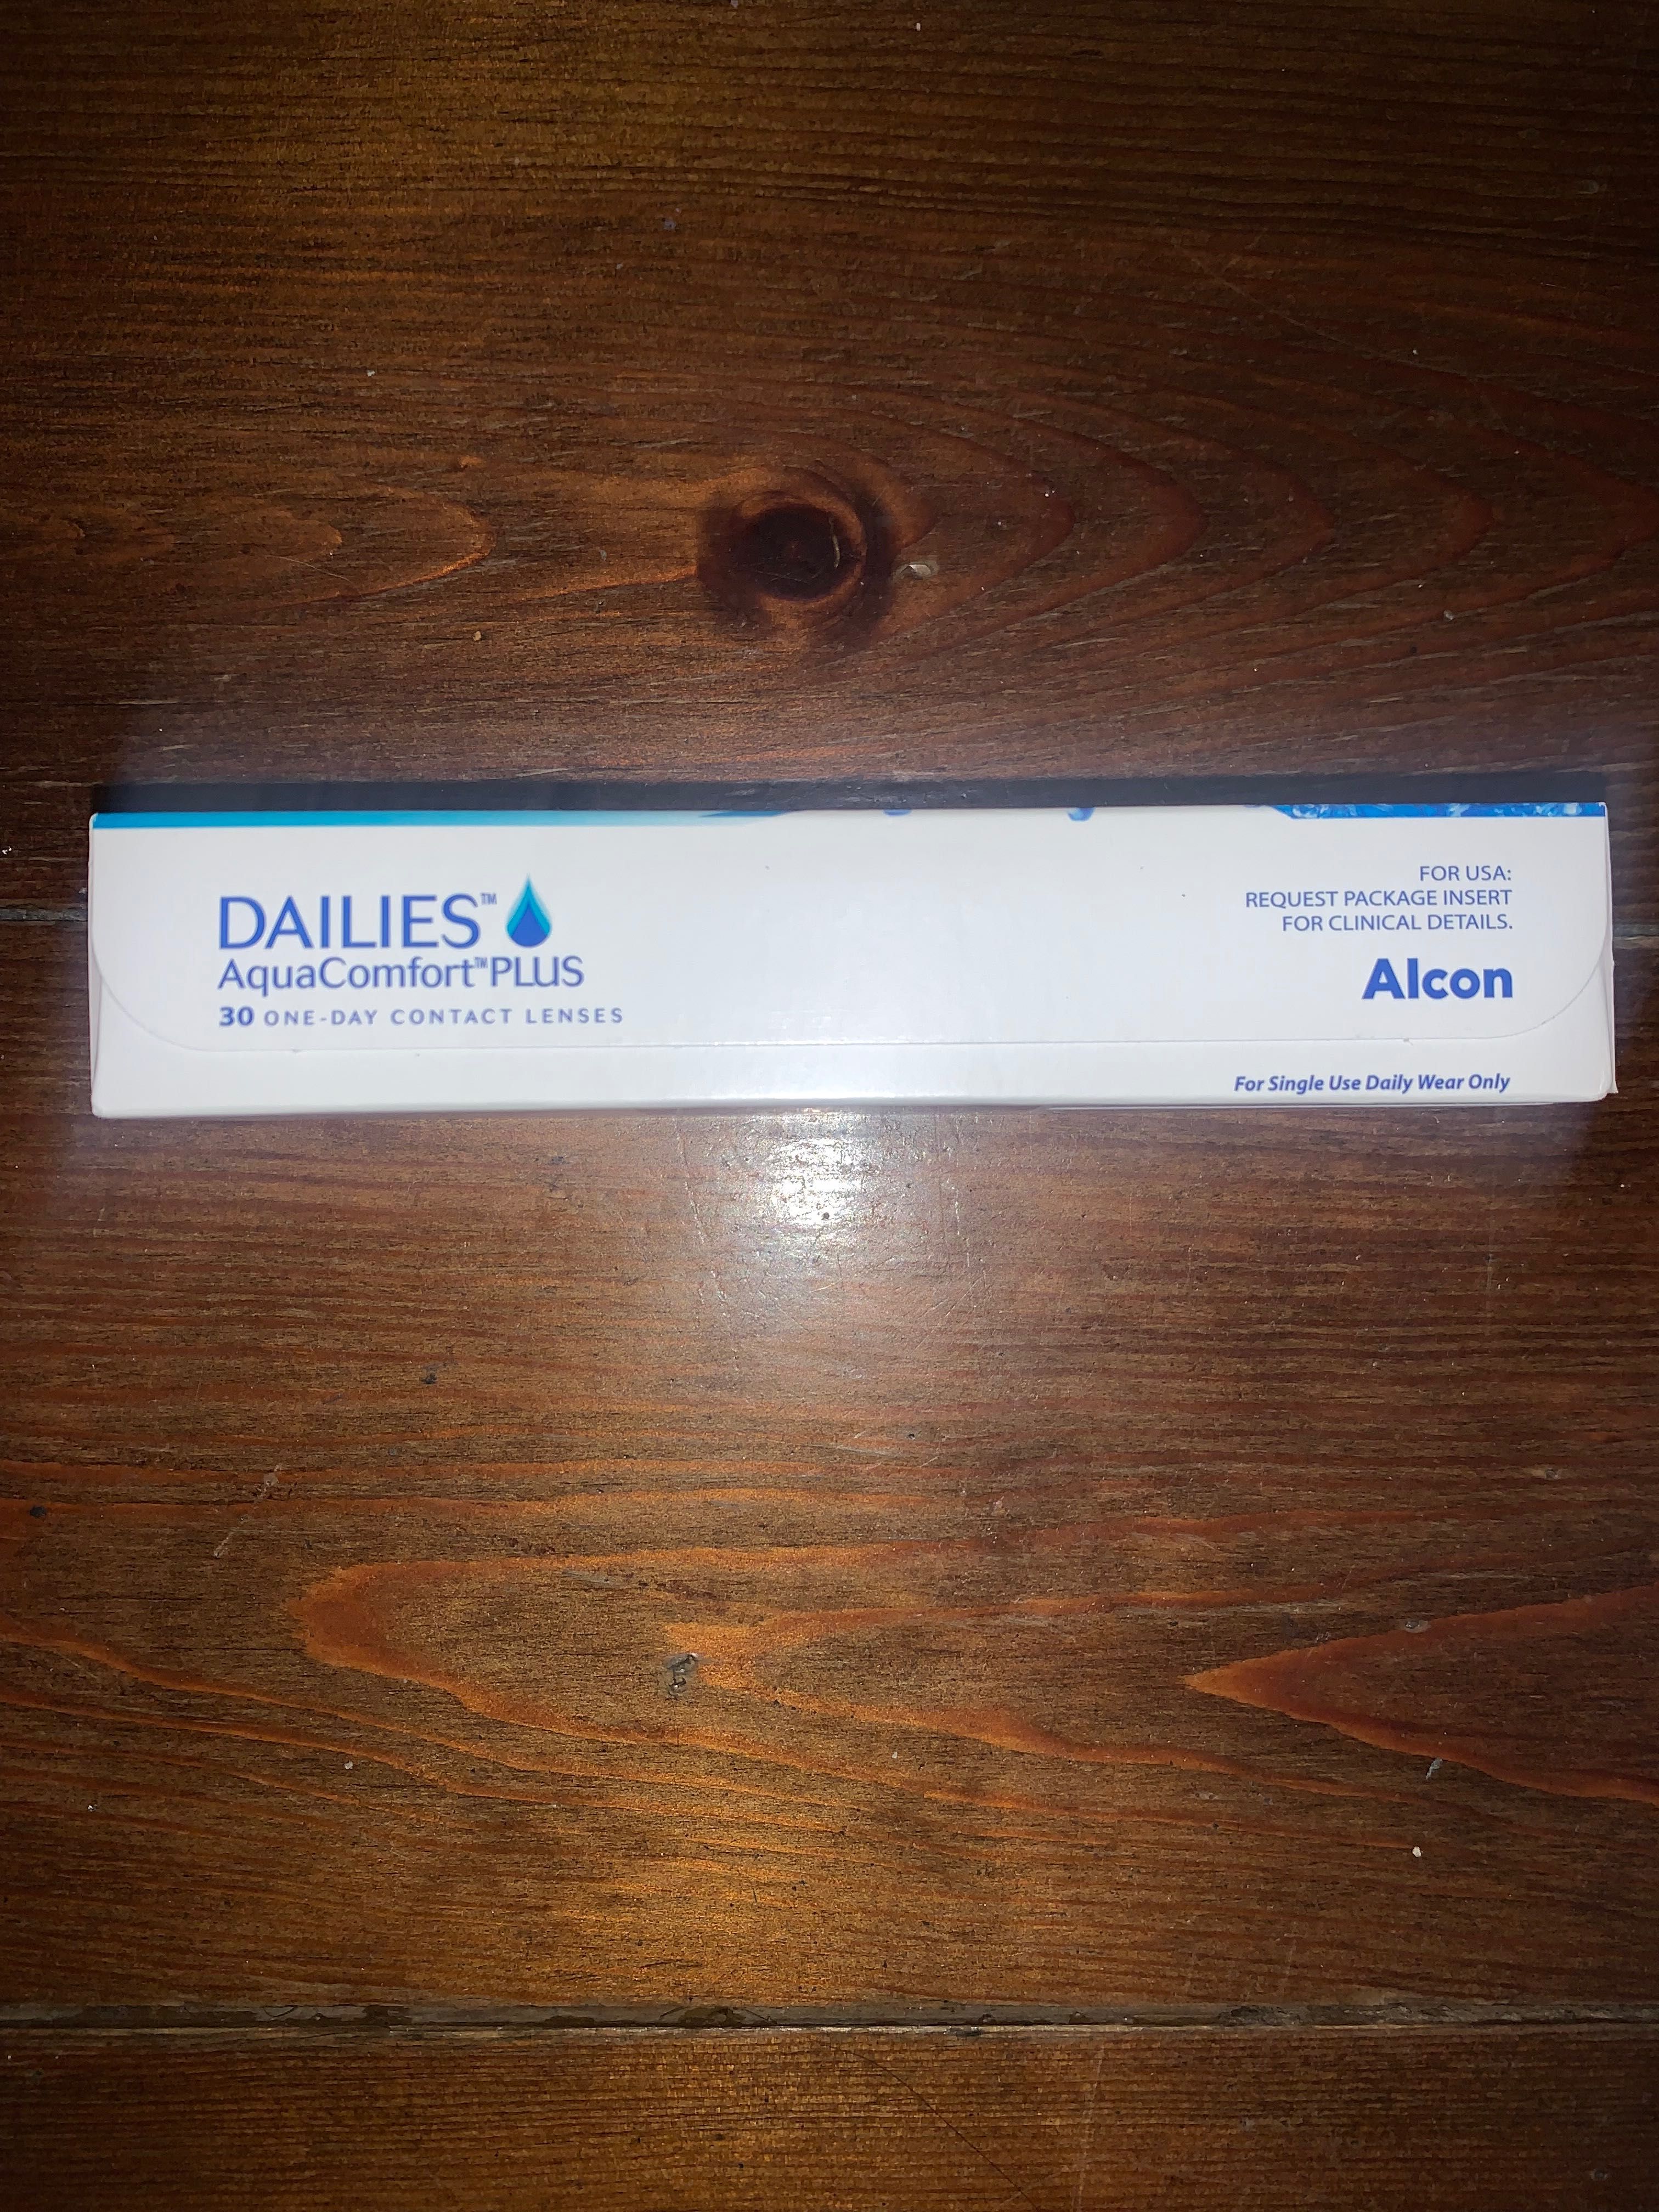 DAILIES™
AquaComfort™PLUS
30 ONE-DAY CONTACT LENSES
FOR USA:
REQUEST PACKAGE INSERT
FOR CLINICAL DETAILS.
Alcon
For Single Use Daily Wear Only